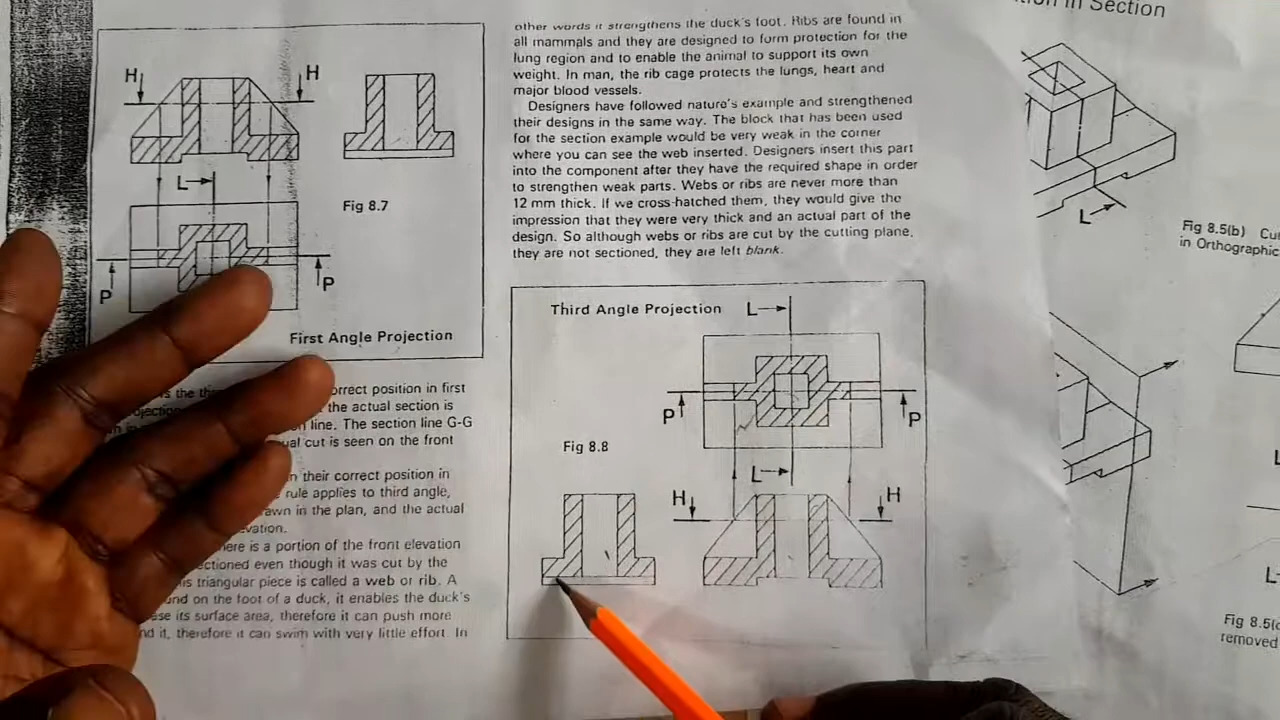 H
H
L
Fig 8.7
P
P
First Angle Projection
orrect position in first
the actual section is
line. The section line G-G
cut is seen on the front
their correct position in
rule applies to third angle,
in the plan, and the actual
is a portion of the front elevation
even though it was cut by the
triangular piece is called a web or rib. A
on the foot of a duck, it enables the duck's
its surface area, therefore it can push more
it, therefore it can swim with very little effort. In
other words it strengthens the duck's foot. Ribs are found in
all mammals and they are designed to form protection for the
lung region and to enable the animal to support its own
weight. In man, the rib cage protects the lungs, heart and
major blood vessels.
Designers have followed nature's example and strengthened
their designs in the same way. The block that has been used
for the section example would be very weak in the corner
where you can see the web inserted. Designers insert this part
into the component after they have the required shape in order
to strengthen weak parts. Webs or ribs are never more than
12 mm thick. If we cross-hatched them, they would give the
impression that they were very thick and an actual part of the
design. So although webs or ribs are cut by the cutting plane,
they are not sectioned, they are left blank.
Third Angle Projection
L
P
P
Fig 8.8
L
H
H
in Section
L
Fig 8.5(b)
in Orthographic
L
L
Fig 8.5(c
removed